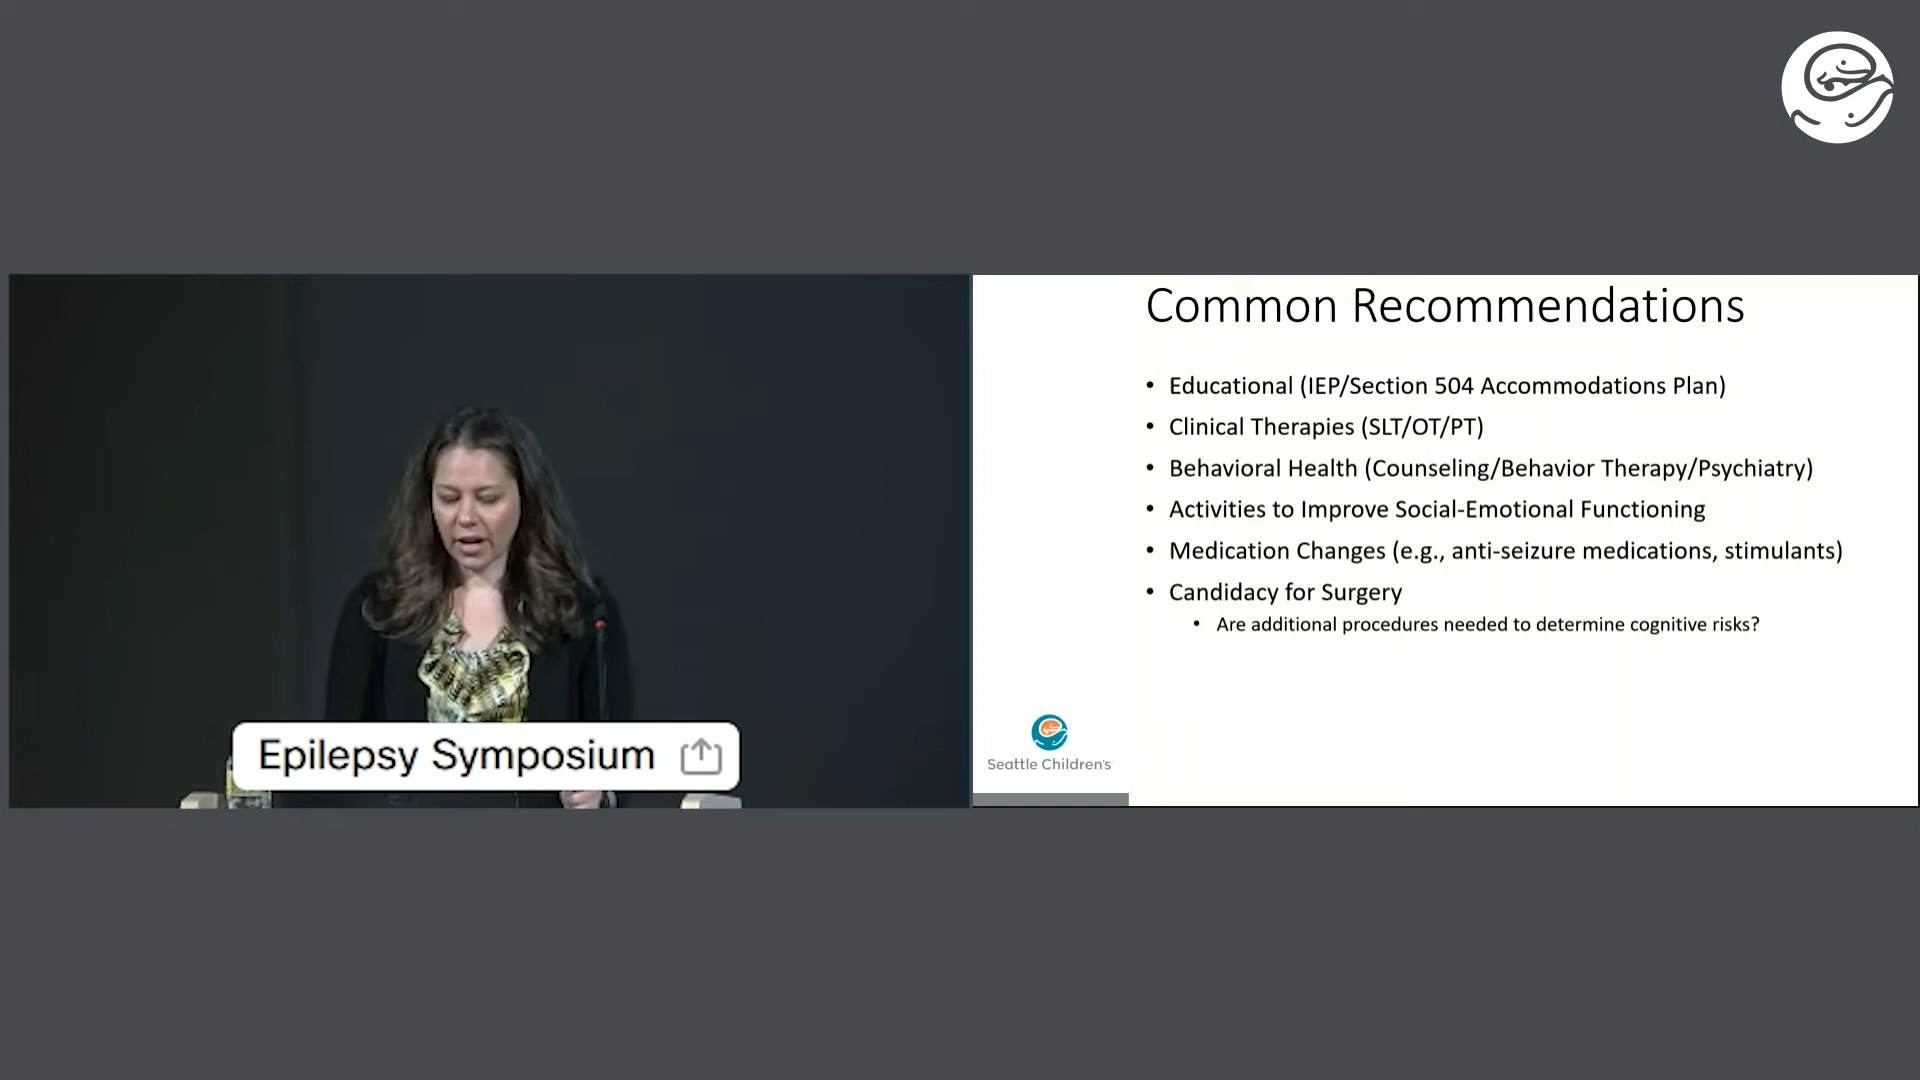 Common Recommendations
• Educational (IEP/Section 504 Accommodations Plan)
• Clinical Therapies (SLT/OT/PT)
• Behavioral Health (Counseling/Behavior Therapy/Psychiatry)
• Activities to Improve Social-Emotional Functioning
• Medication Changes (e.g., anti-seizure medications, stimulants)
• Candidacy for Surgery
• Are additional procedures needed to determine cognitive risks?
Epilepsy Symposium
Seattle Children's